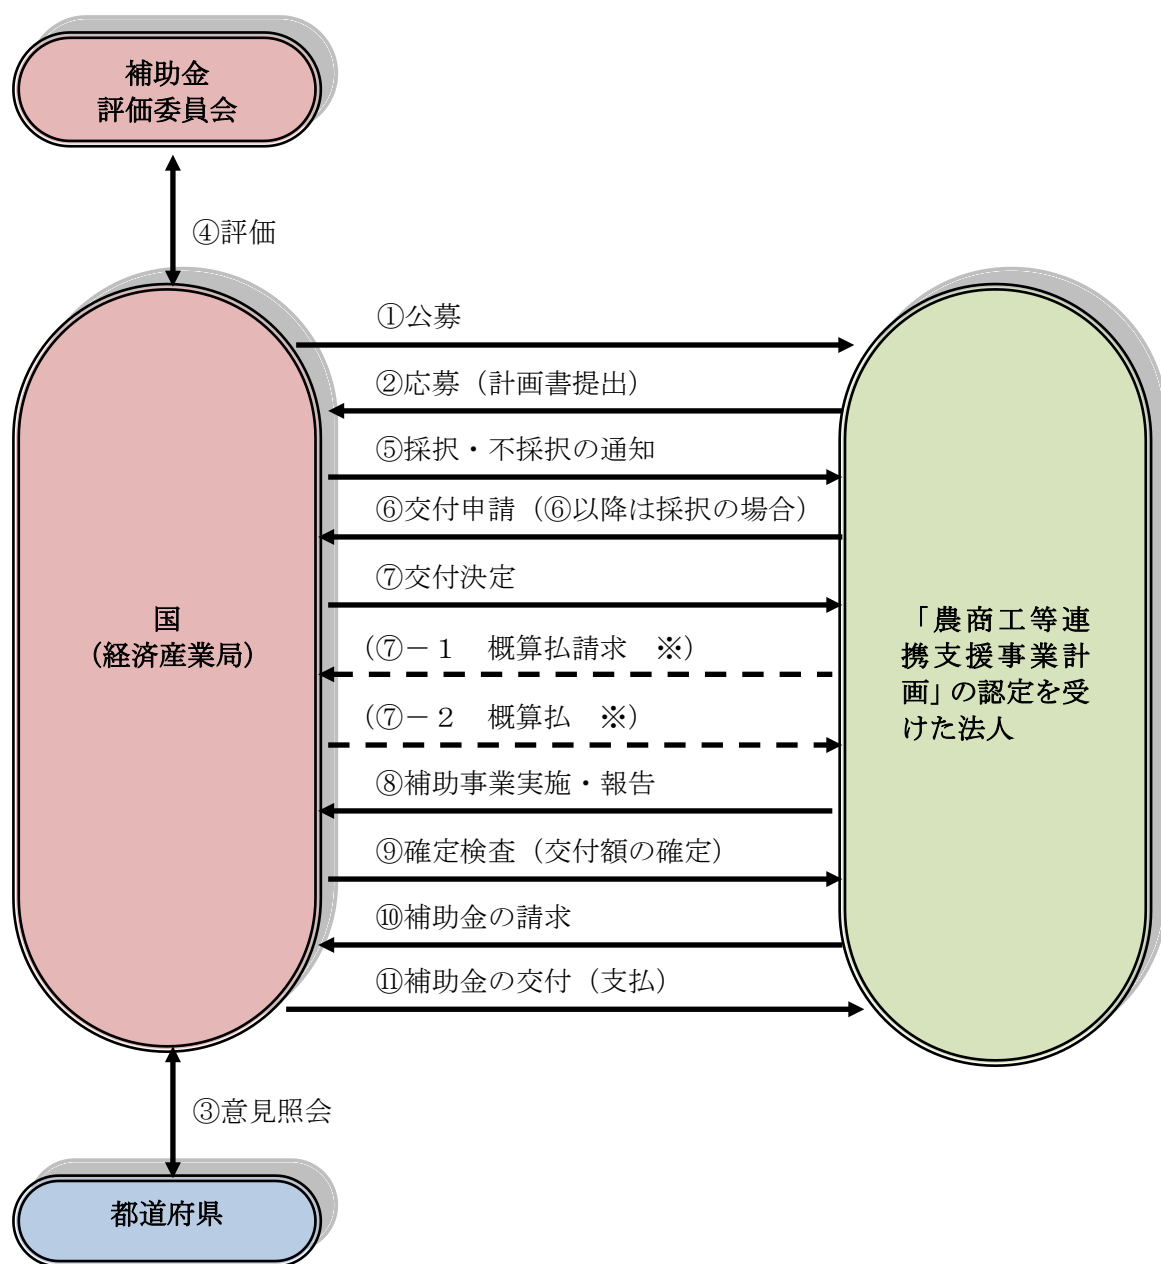 補助金
評価委員会
④評価
①公募
②応募（計画書提出）
⑤採択・不採択の通知
⑥交付申請（⑥以降は採択の場合）
⑦交付決定
（⑦－１　概算払請求　※）
（⑦－２　概算払　※）
⑧補助事業実施・報告
⑨確定検査（交付額の確定）
⑩補助金の請求
⑪補助金の交付（支払）
国
（経済産業局）
「農商工等連
携支援事業計
画」の認定を受
けた法人
③意見照会
都道府県